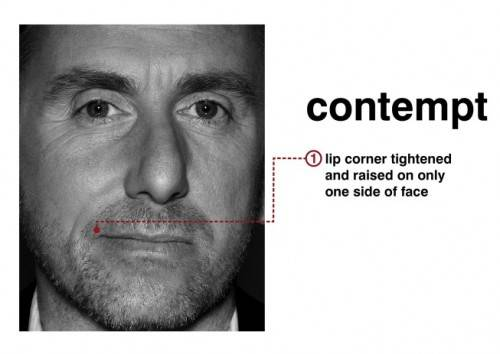 contempt
1 lip corner tightened
and raised on only
one side of face